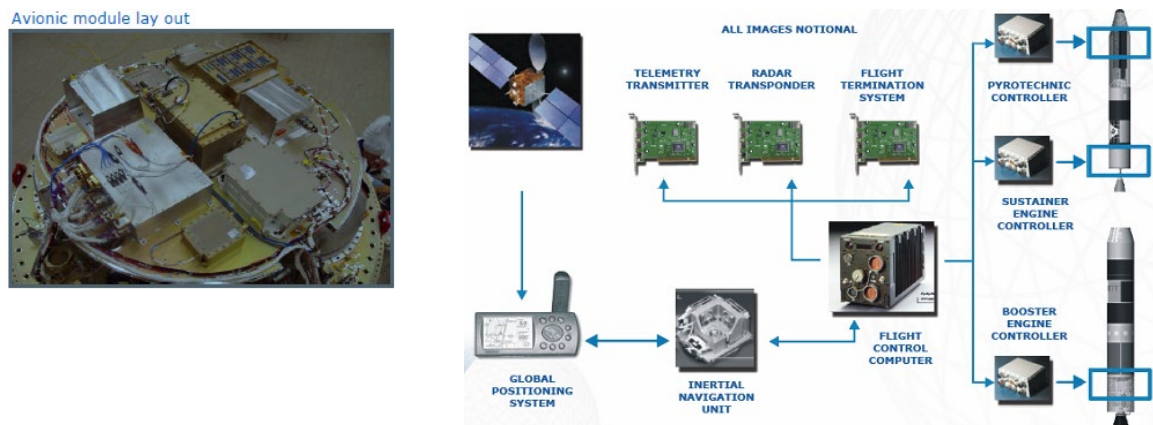 Avionic module lay out
ALL IMAGES NOTIONAL
TELEMETRY
TRANSMITTER
RADAR
TRANSPONDER
FLIGHT
TERMINATION
SYSTEM
PYROTECHNIC
CONTROLLER
SUSTAINER
ENGINE
CONTROLLER
BOOSTER
ENGINE
CONTROLLER
FLIGHT
CONTROL
COMPUTER
GLOBAL
POSITIONING
SYSTEM
INERTIAL
NAVIGATION
UNIT